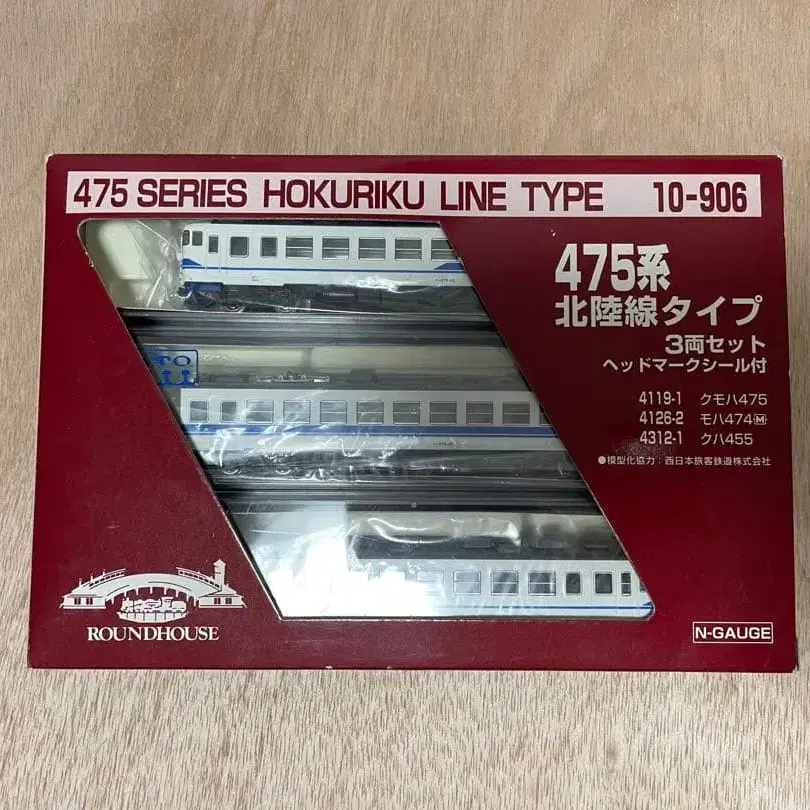 475 SERIES HOKURIKU LINE TYPE 10-906
475系
北陸線タイプ
3両セット
ヘッドマークシール付
4119-1 クモハ475
4126-2 モハ474Ⓜ
4312-1 クハ455
●模型化協力:西日本旅客鉄道株式会社
ROUNDHOUSE
N-GAUGE